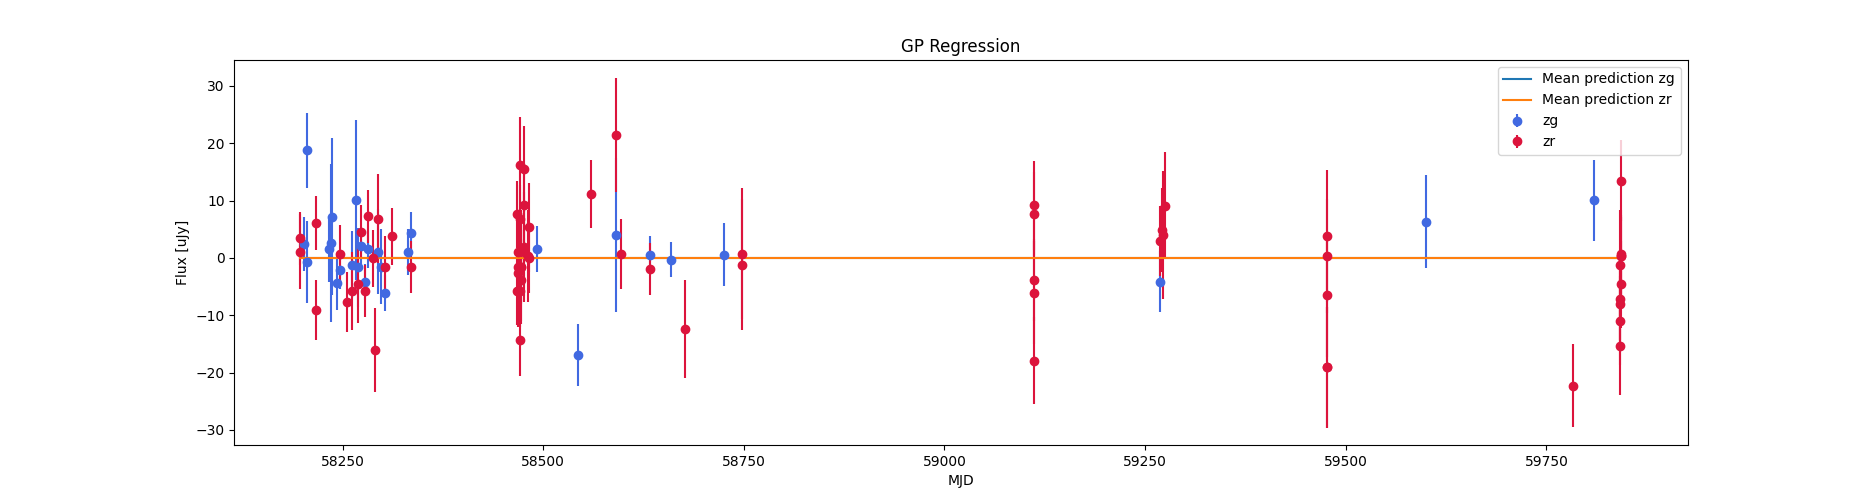 GP Regression
Flux [uJy]
30
20
10
0
−10
−20
−30
Mean prediction zg
Mean prediction zr
zg
zr
58250
58500
58750
59000
59250
59500
59750
MJD